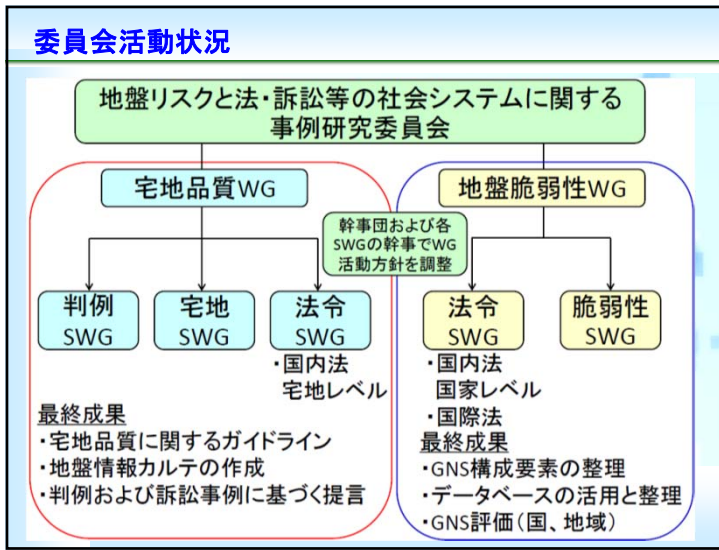 委員会活動状況
地盤リスクと法・訴訟等の社会システムに関する
事例研究委員会
宅地品質WG
地盤脆弱性WG
幹事団および各
SWGの幹事でWG
活動方針を調整
判例
SWG
宅地
SWG
法令
SWG
・国内法
宅地レベル
最終成果
・宅地品質に関するガイドライン
・地盤情報カルテの作成
・判例および訴訟事例に基づく提言
法令
SWG
脆弱性
SWG
・国内法
国家レベル
・国際法
最終成果
・GNS構成要素の整理
・データベースの活用と整理
・GNS評価(国、地域)